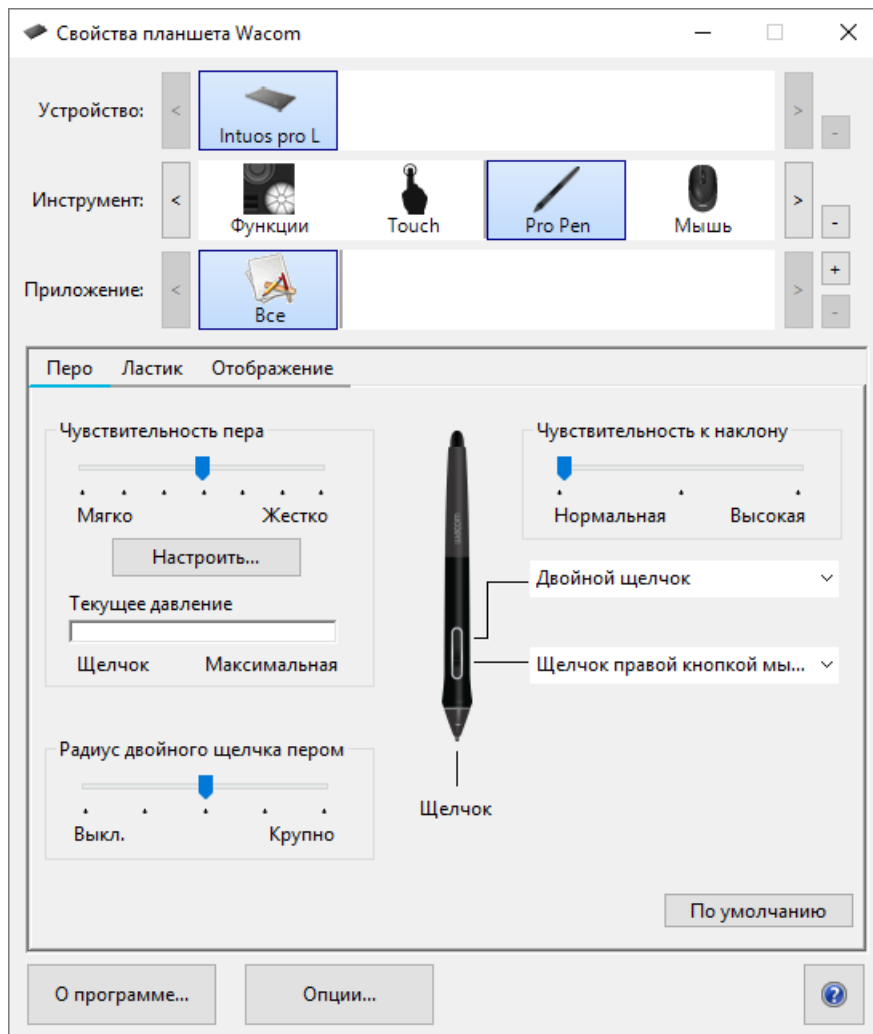 Свойства планшета Wacom
Устройство:
<
Intuos pro L
>
-
Инструмент:
<
Функции
Touch
Pro Pen
Мышь
>
-
Приложение:
<
Все
>
+
-
Перо Ластик Отображение
Чувствительность пера
Мягко Жестко
Настроить...
Текущее давление
Щелчок Максимальная
Радиус двойного щелчка пером
Выкл. Крупно
wacom
Щелчок
Чувствительность к наклону
Нормальная Высокая
Двойной щелчок
Щелчок правой кнопкой мы...
По умолчанию
О программе... Опции... ?